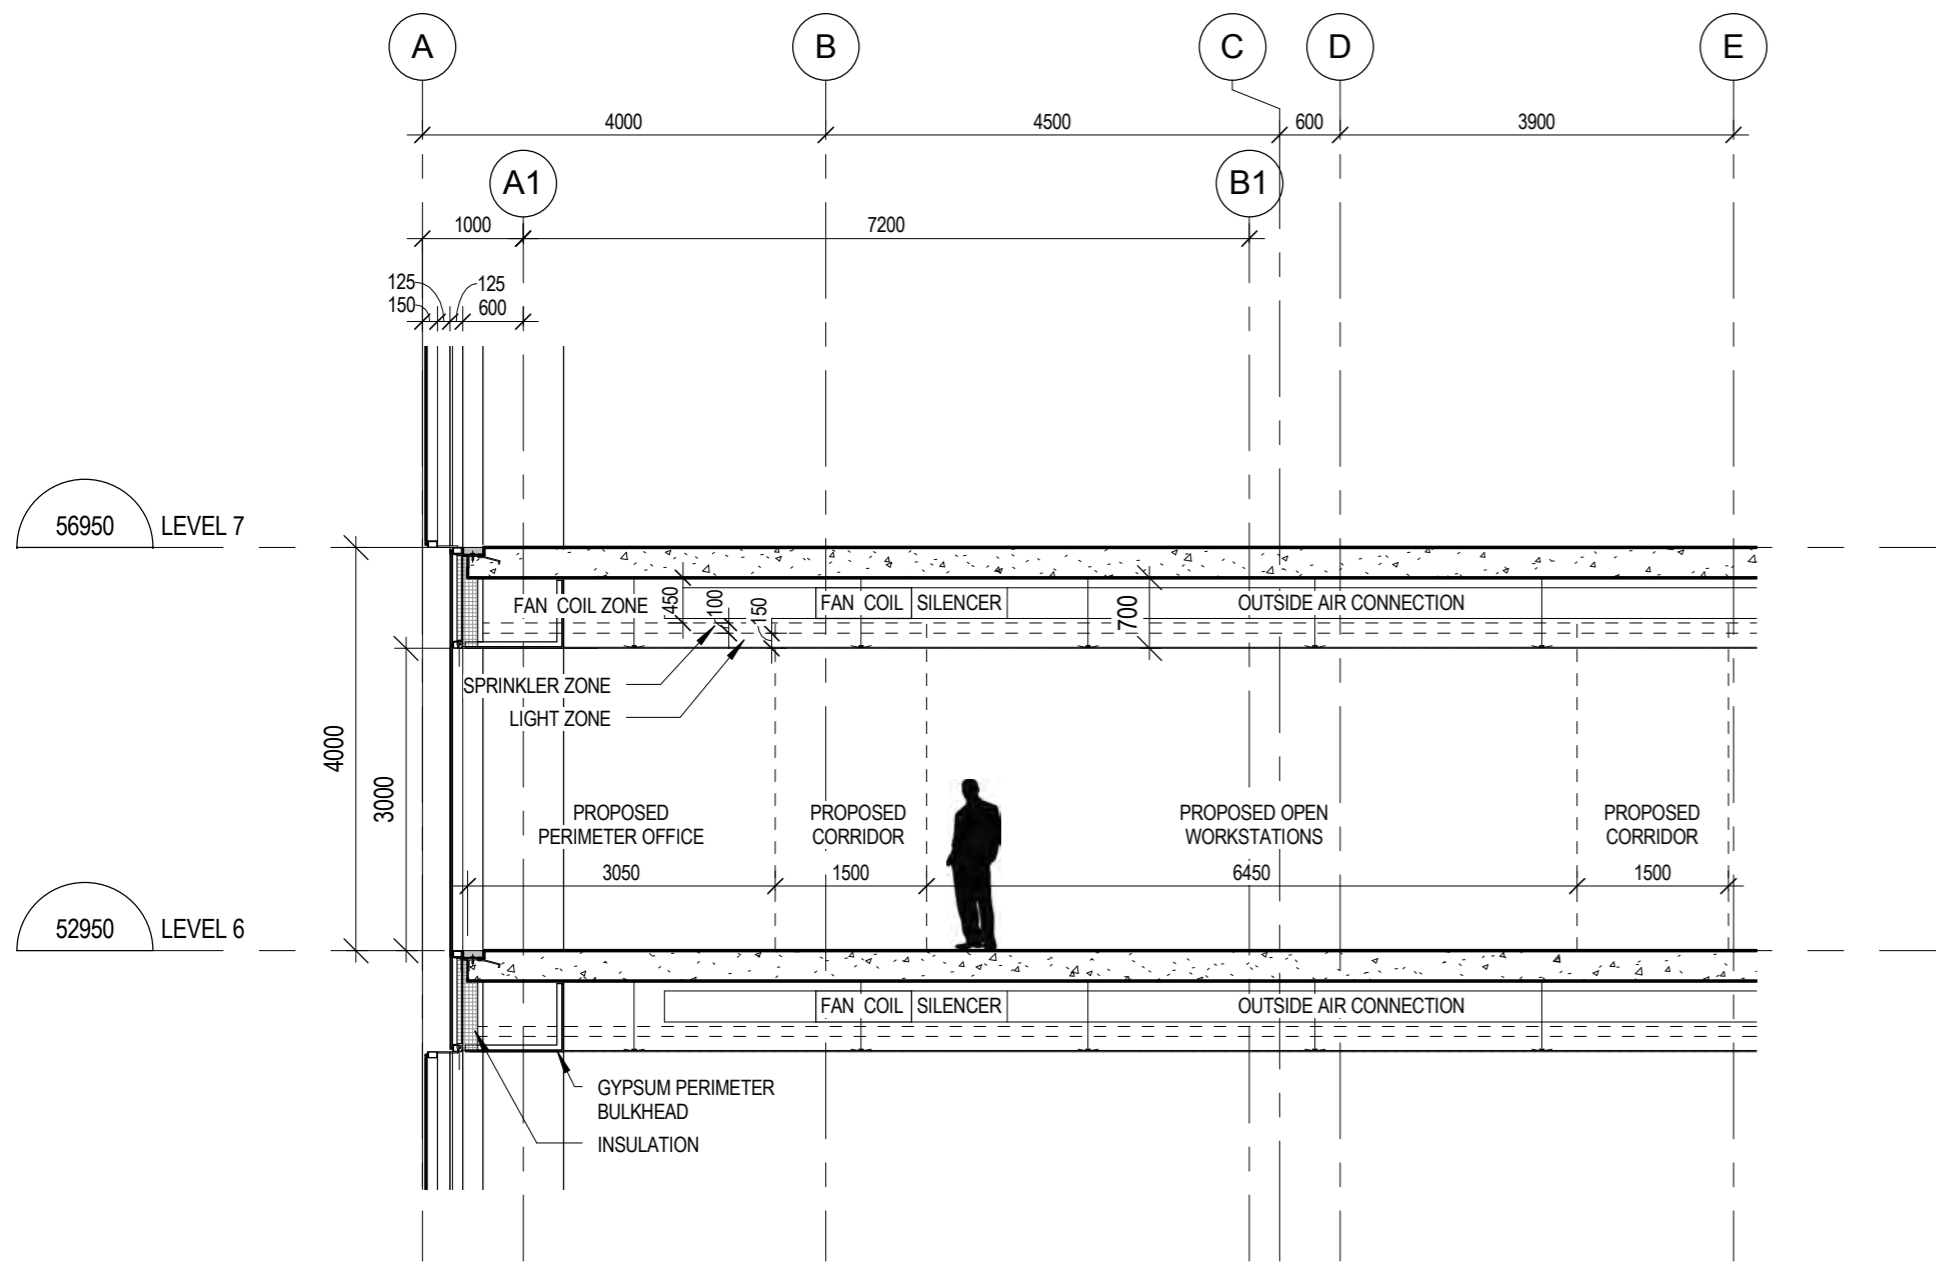 A B C D E
4000 4500 600 3900
A1 B1
1000 7200
125 125
150 600
56950 LEVEL 7
FAN COIL ZONE 450 100 150 FAN COIL SILENCER 700 OUTSIDE AIR CONNECTION
SPRINKLER ZONE
LIGHT ZONE
4000
3000
PROPOSED
PERIMETER OFFICE
PROPOSED
CORRIDOR
PROPOSED OPEN
WORKSTATIONS
PROPOSED
CORRIDOR
3050 1500 6450 1500
52950 LEVEL 6
FAN COIL SILENCER OUTSIDE AIR CONNECTION
GYPSUM PERIMETER
BULKHEAD
INSULATION